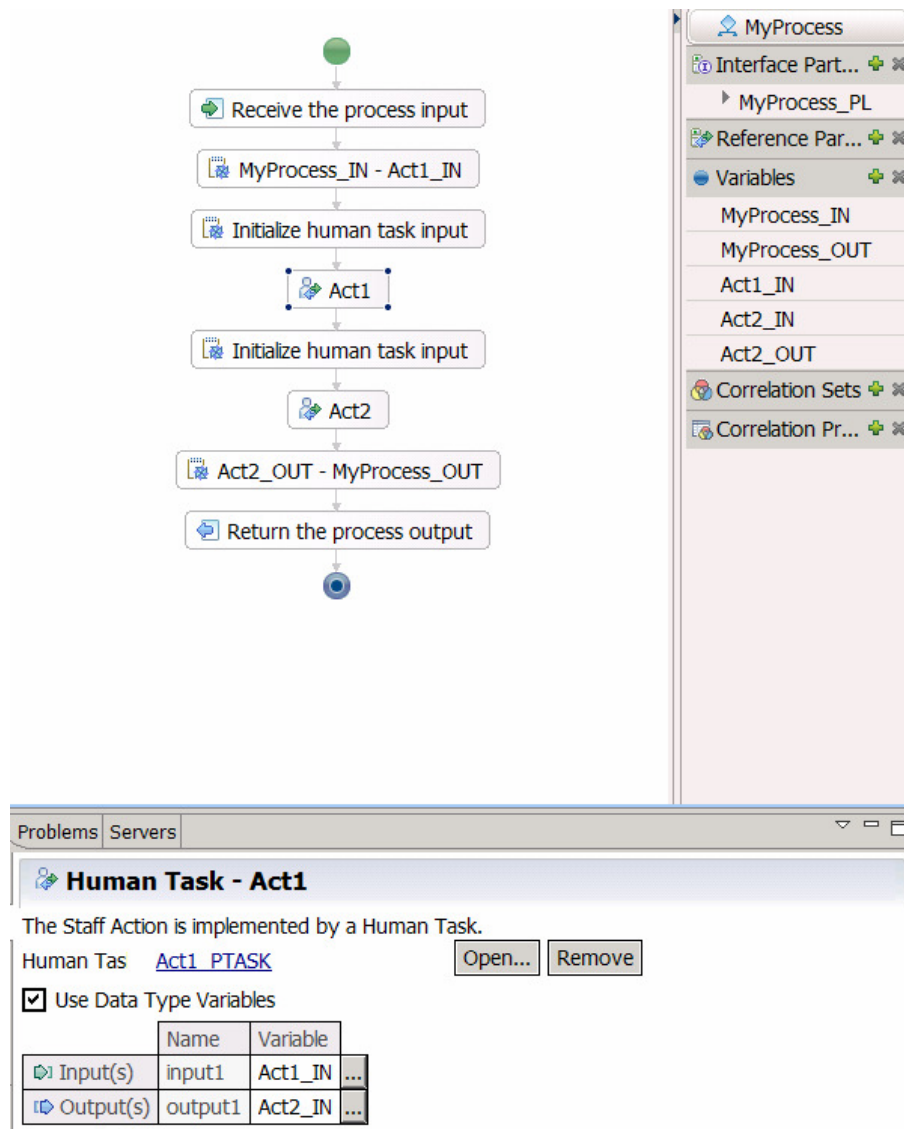 Receive the process input
MyProcess_IN - Act1_IN
Initialize human task input
Act1
Initialize human task input
Act2
Act2_OUT - MyProcess_OUT
Return the process output
MyProcess
Interface Part...
MyProcess_PL
Reference Par...
Variables
MyProcess_IN
MyProcess_OUT
Act1_IN
Act2_IN
Act2_OUT
Correlation Sets
Correlation Pr...
Problems Servers
Human Task - Act1
The Staff Action is implemented by a Human Task.
Human Tas Act1_PTASK Open... Remove
Use Data Type Variables
Name Variable
Input(s) input1 Act1_IN ...
Output(s) output1 Act2_IN ...